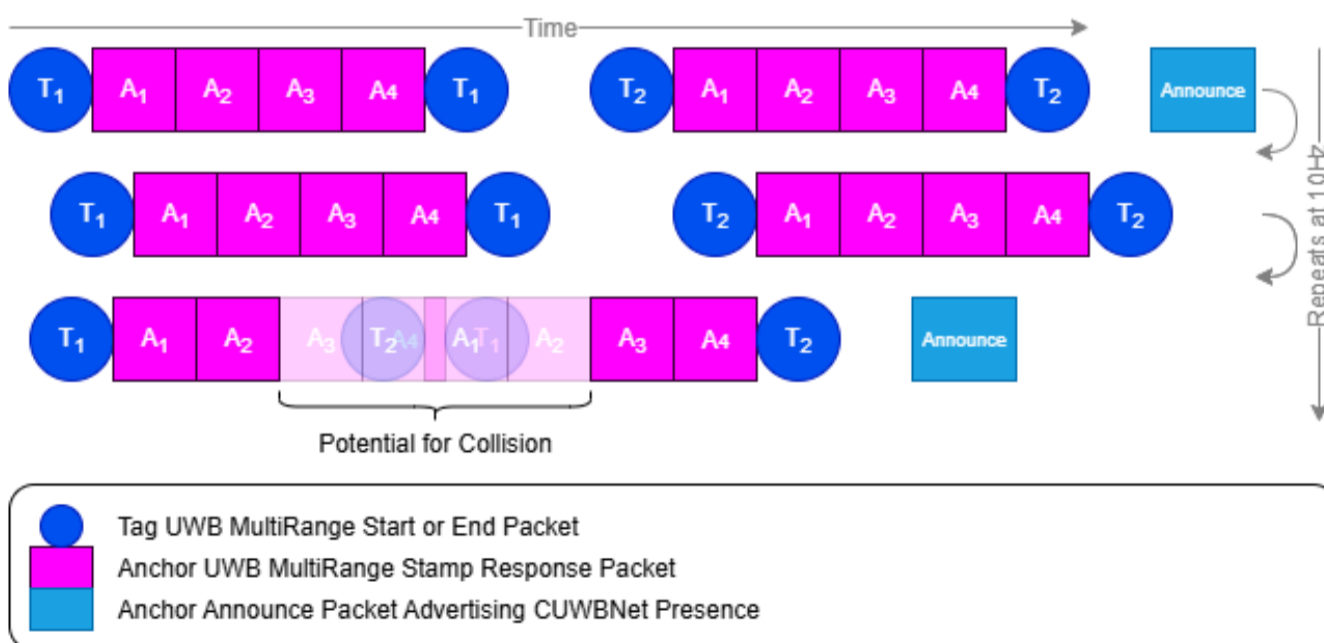 Time
T1 A1 A2 A3 A4 T1 T2 A1 A2 A3 A4 T2 Announce
T1 A1 A2 A3 A4 T1 T2 A1 A2 A3 A4 T2
Repeats at 10Hz
T1 A1 A2 A3 T2 A4 A1 T1 A2 A3 A4 T2 Announce
Potential for Collision
Tag UWB MultiRange Start or End Packet
Anchor UWB MultiRange Stamp Response Packet
Anchor Announce Packet Advertising CUWBNet Presence